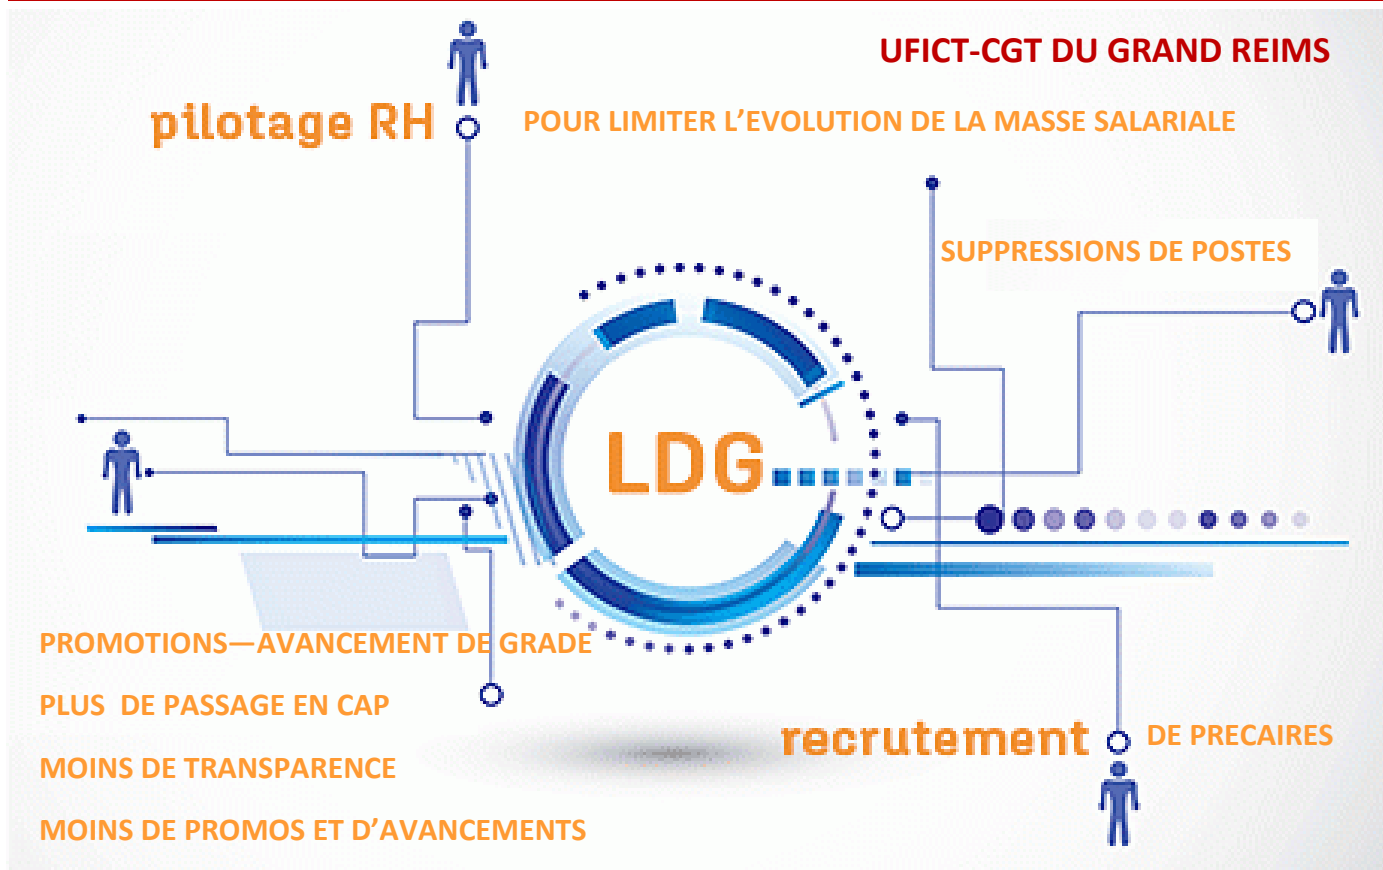 UFICT-CGT DU GRAND REIMS
pilotage RH
POUR LIMITER L’EVOLUTION DE LA MASSE SALARIALE
SUPPRESSIONS DE POSTES
LDG
PROMOTIONS—AVANCEMENT DE GRADE
PLUS DE PASSAGE EN CAP
MOINS DE TRANSPARENCE
MOINS DE PROMOS ET D’AVANCEMENTS
recrutement
DE PRECAIRES